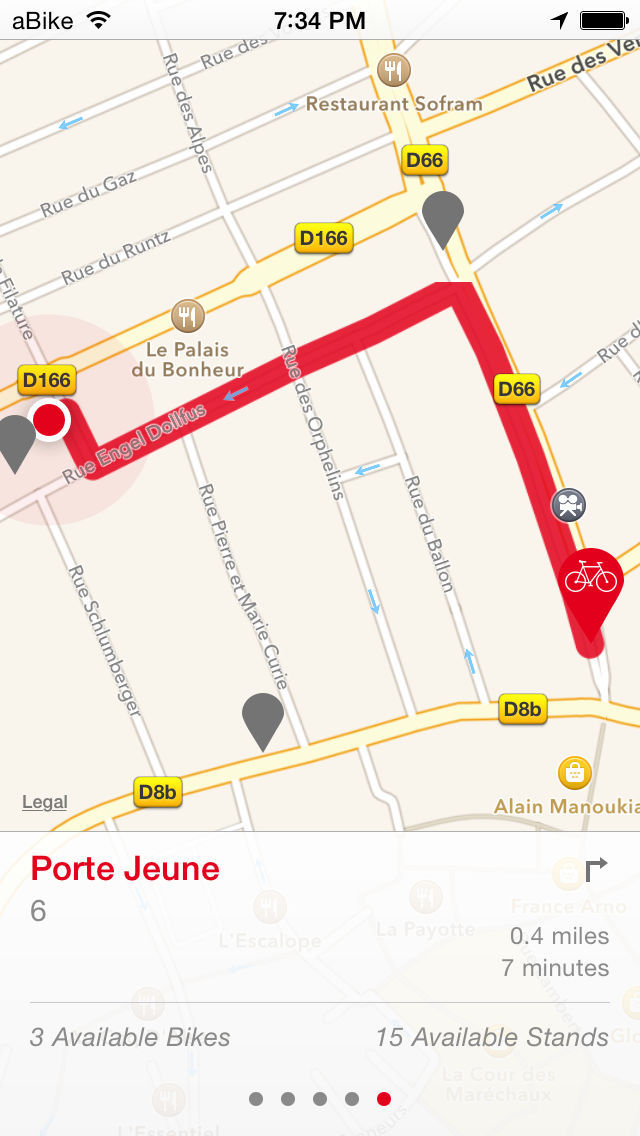 aBike
7:34 PM
Rue des
Rue des Ver
Restaurant Sofram
Rue des Alpes
D66
Rue du Gaz
D166
Rue du Runtz
Filature
Le Palais
du Bonheur
Rue d
D166
D66
Rue des Orphelins
Rue Engel Dollfus
Rue du Ballon
Rue Pierre et Marie Curie
Rue Schlumberger
D8b
D8b
Legal
Alain Manoukia
Porte Jeune
6
France Arno
La Payotte
L'Escalope
0.4 miles
7 minutes
3 Available Bikes
15 Available Stands
La Cour des
Maréchaux
L'Essentiel